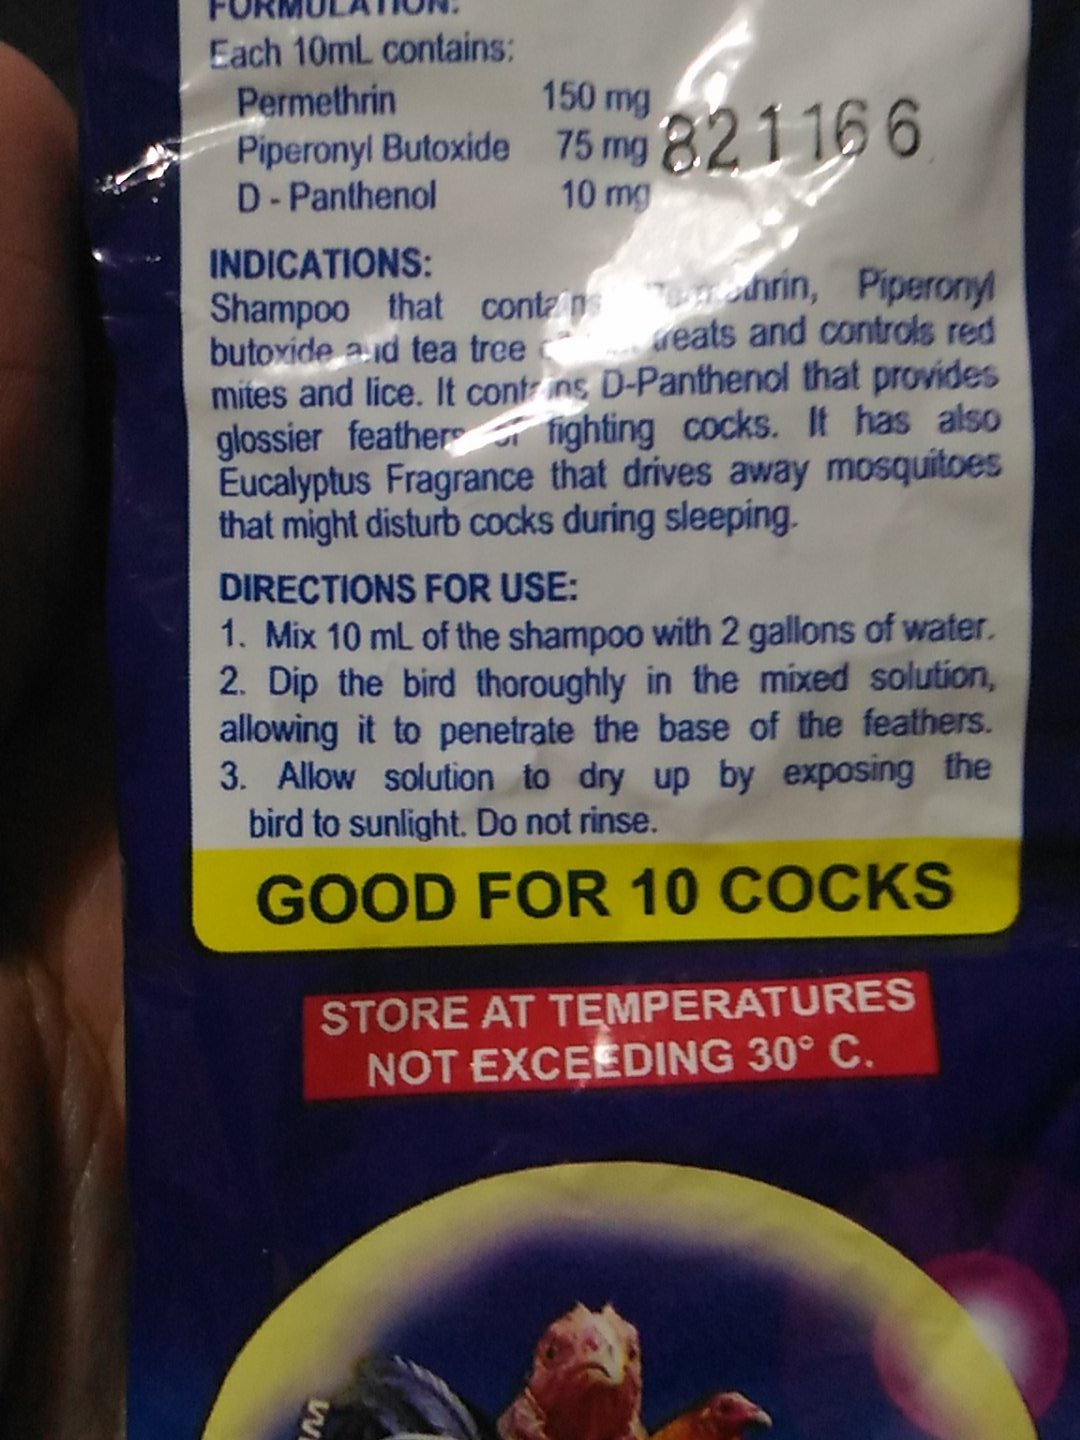 FORMULATION:
Each 10mL contains:
Permethrin 150 mg
Piperonyl Butoxide 75 mg
D - Panthenol 10 mg
821166
INDICATIONS:
Shampoo that contains Permethrin, Piperonyl
butoxide and tea tree treats and controls red
mites and lice. It contains D-Panthenol that provides
glossier feathers fighting cocks. It has also
Eucalyptus Fragrance that drives away mosquitoes
that might disturb cocks during sleeping.
DIRECTIONS FOR USE:
1. Mix 10 mL of the shampoo with 2 gallons of water.
2. Dip the bird thoroughly in the mixed solution,
allowing it to penetrate the base of the feathers.
3. Allow solution to dry up by exposing the
bird to sunlight. Do not rinse.
GOOD FOR 10 COCKS
STORE AT TEMPERATURES
NOT EXCEEDING 30° C.